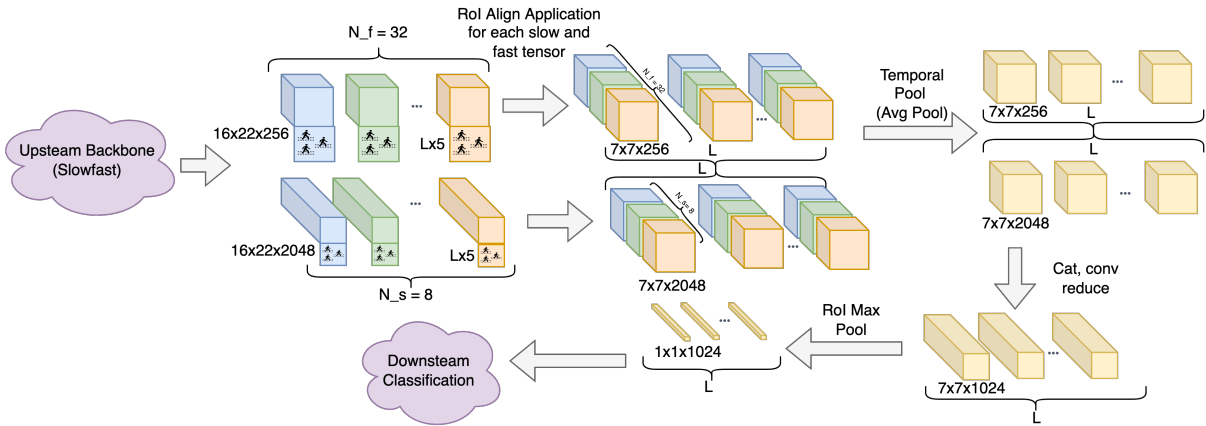 Upsteam Backbone
(Slowfast)
N_f = 32
16x22x256
...
Lx5
16x22x2048
...
Lx5
N_s = 8
RoI Align Application
for each slow and
fast tensor
N_f = 32
7x7x256
...
L
L
N_s= 8
7x7x2048
...
Temporal
Pool
(Avg Pool)
...
7x7x256
L
L
...
7x7x2048
Cat, conv
reduce
...
7x7x1024
L
RoI Max
Pool
...
1x1x1024
L
Downsteam
Classification